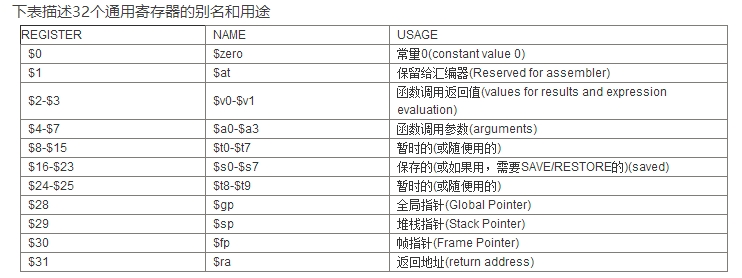 下表描述32个通用寄存器的别名和用途
REGISTER NAME USAGE
$0 $zero 常量0(constant value 0)
$1 $at 保留给汇编器(Reserved for assembler)
$2-$3 $v0-$v1 函数调用返回值(values for results and expression
evaluation)
$4-$7 $a0-$a3 函数调用参数(arguments)
$8-$15 $t0-$t7 暂时的(或随便用的)
$16-$23 $s0-$s7 保存的(或如果用，需要SAVE/RESTORE的)(saved)
$24-$25 $t8-$t9 暂时的(或随便用的)
$28 $gp 全局指针(Global Pointer)
$29 $sp 堆栈指针(Stack Pointer)
$30 $fp 帧指针(Frame Pointer)
$31 $ra 返回地址(return address)